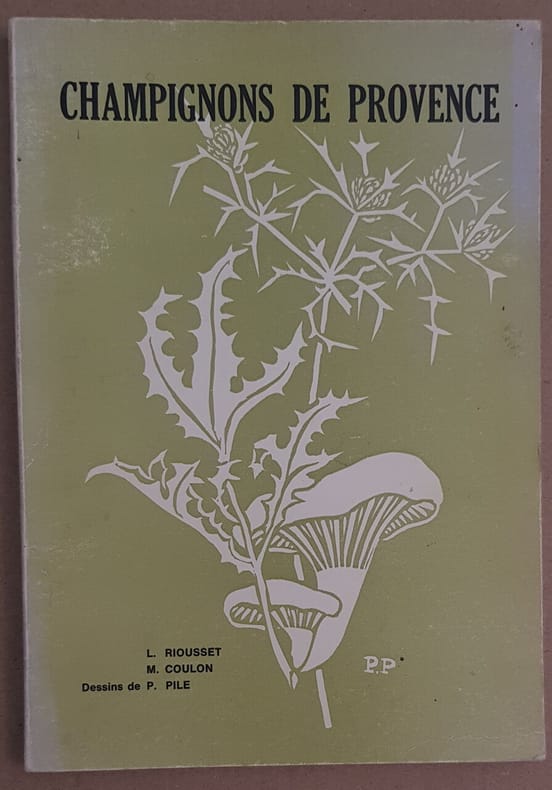 CHAMPIGNONS DE PROVENCE
L. RIOUSSET
M. COULON
Dessins de P. PILE
P.P